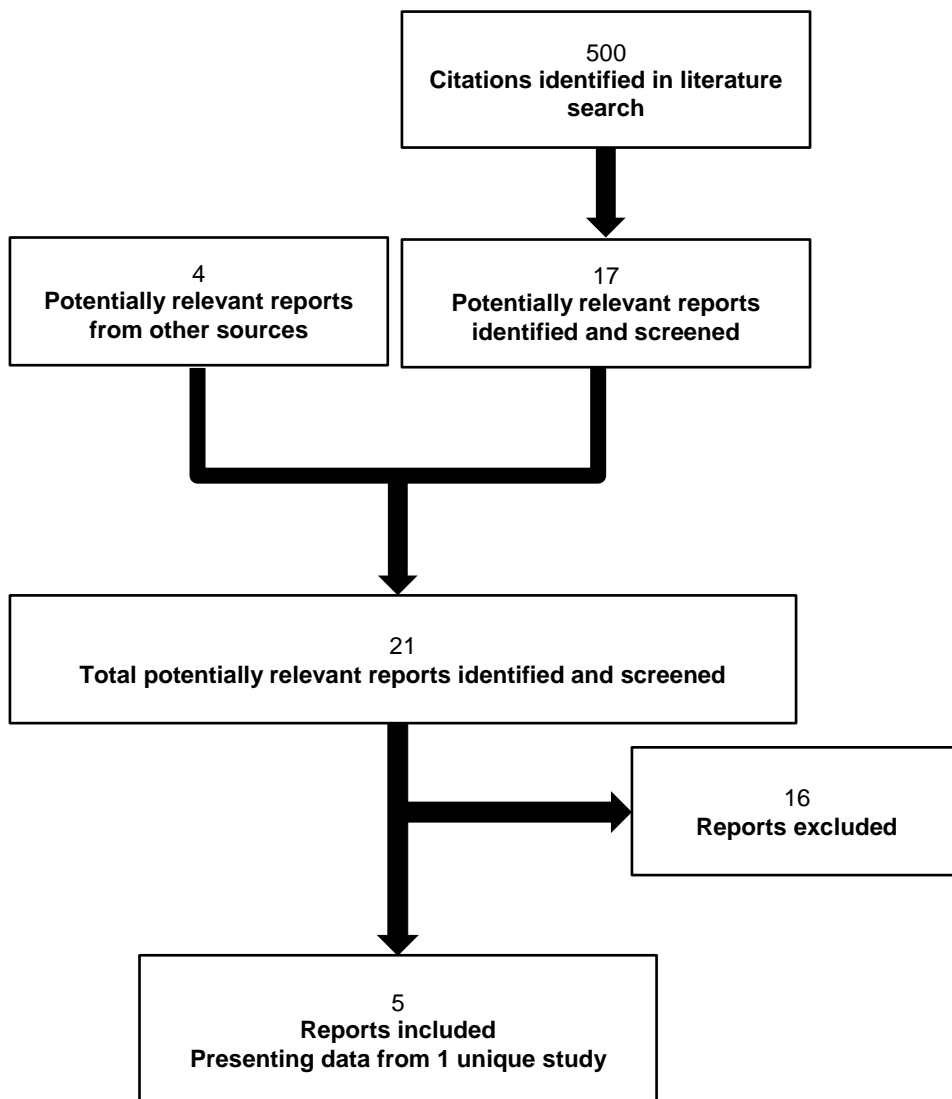 500
Citations identified in literature
search
4
Potentially relevant reports
from other sources
17
Potentially relevant reports
identified and screened
21
Total potentially relevant reports identified and screened
16
Reports excluded
5
Reports included
Presenting data from 1 unique study